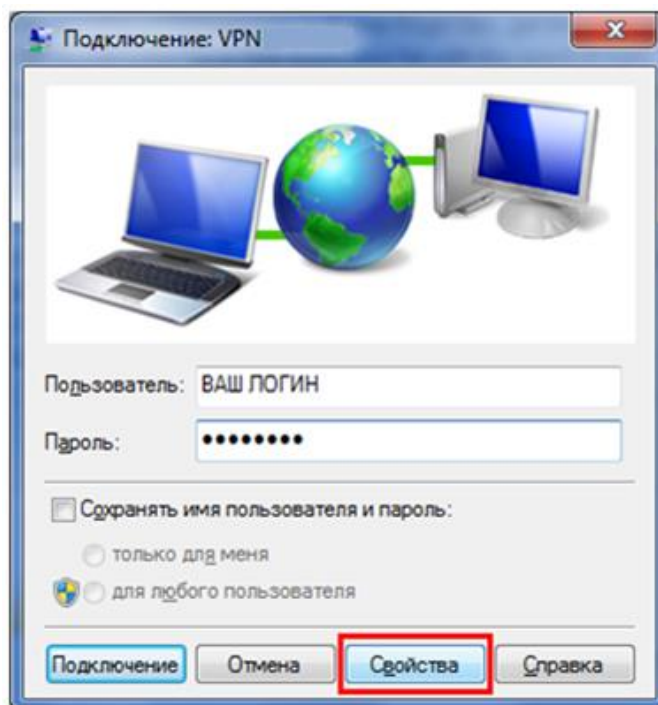 Подключение: VPN
Пользователь: ВАШ ЛОГИН
Пароль: ••••••••
Сохранять имя пользователя и пароль:
только для меня
для любого пользователя
Подключение Отмена Свойства Справка